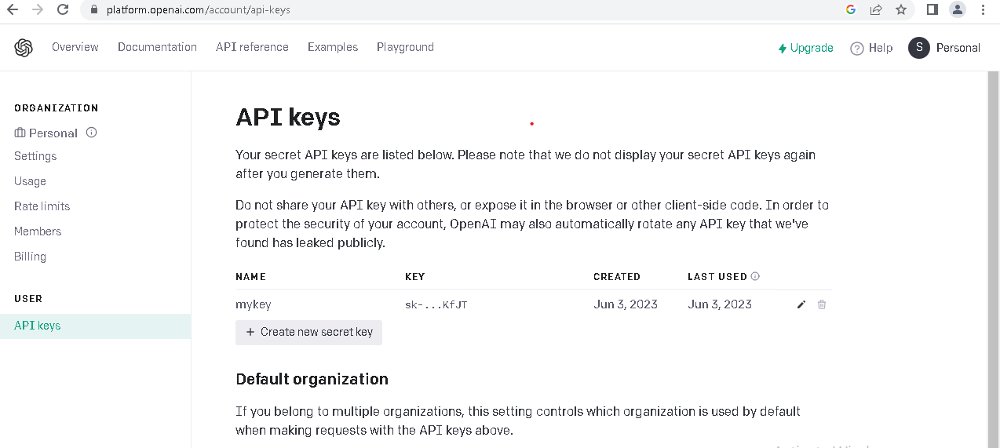 platform.openai.com/account/api-keys
Overview Documentation API reference Examples Playground Upgrade Help S Personal
ORGANIZATION
Personal
Settings
Usage
Rate limits
Members
Billing
USER
API keys
API keys
Your secret API keys are listed below. Please note that we do not display your secret API keys again
after you generate them.
Do not share your API key with others, or expose it in the browser or other client-side code. In order to
protect the security of your account, OpenAI may also automatically rotate any API key that we've
found has leaked publicly.
NAME KEY CREATED LAST USED
mykey sk-...KfJT Jun 3, 2023 Jun 3, 2023
+ Create new secret key
Default organization
If you belong to multiple organizations, this setting controls which organization is used by default
when making requests with the API keys above.